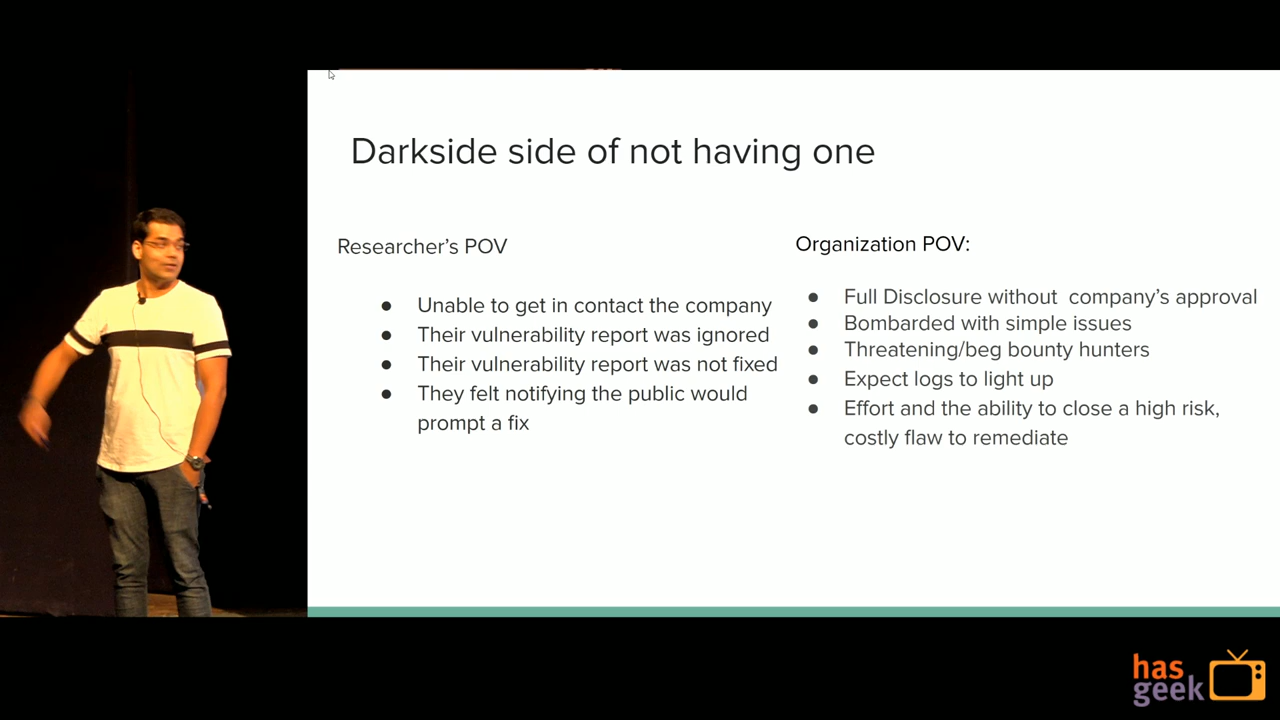 Darkside side of not having one
Researcher's POV
● Unable to get in contact the company
● Their vulnerability report was ignored
● Their vulnerability report was not fixed
● They felt notifying the public would
prompt a fix
Organization POV:
● Full Disclosure without  company's approval
● Bombarded with simple issues
● Threatening/beg bounty hunters
● Expect logs to light up
● Effort and the ability to close a high risk,
costly flaw to remediate
has
geek